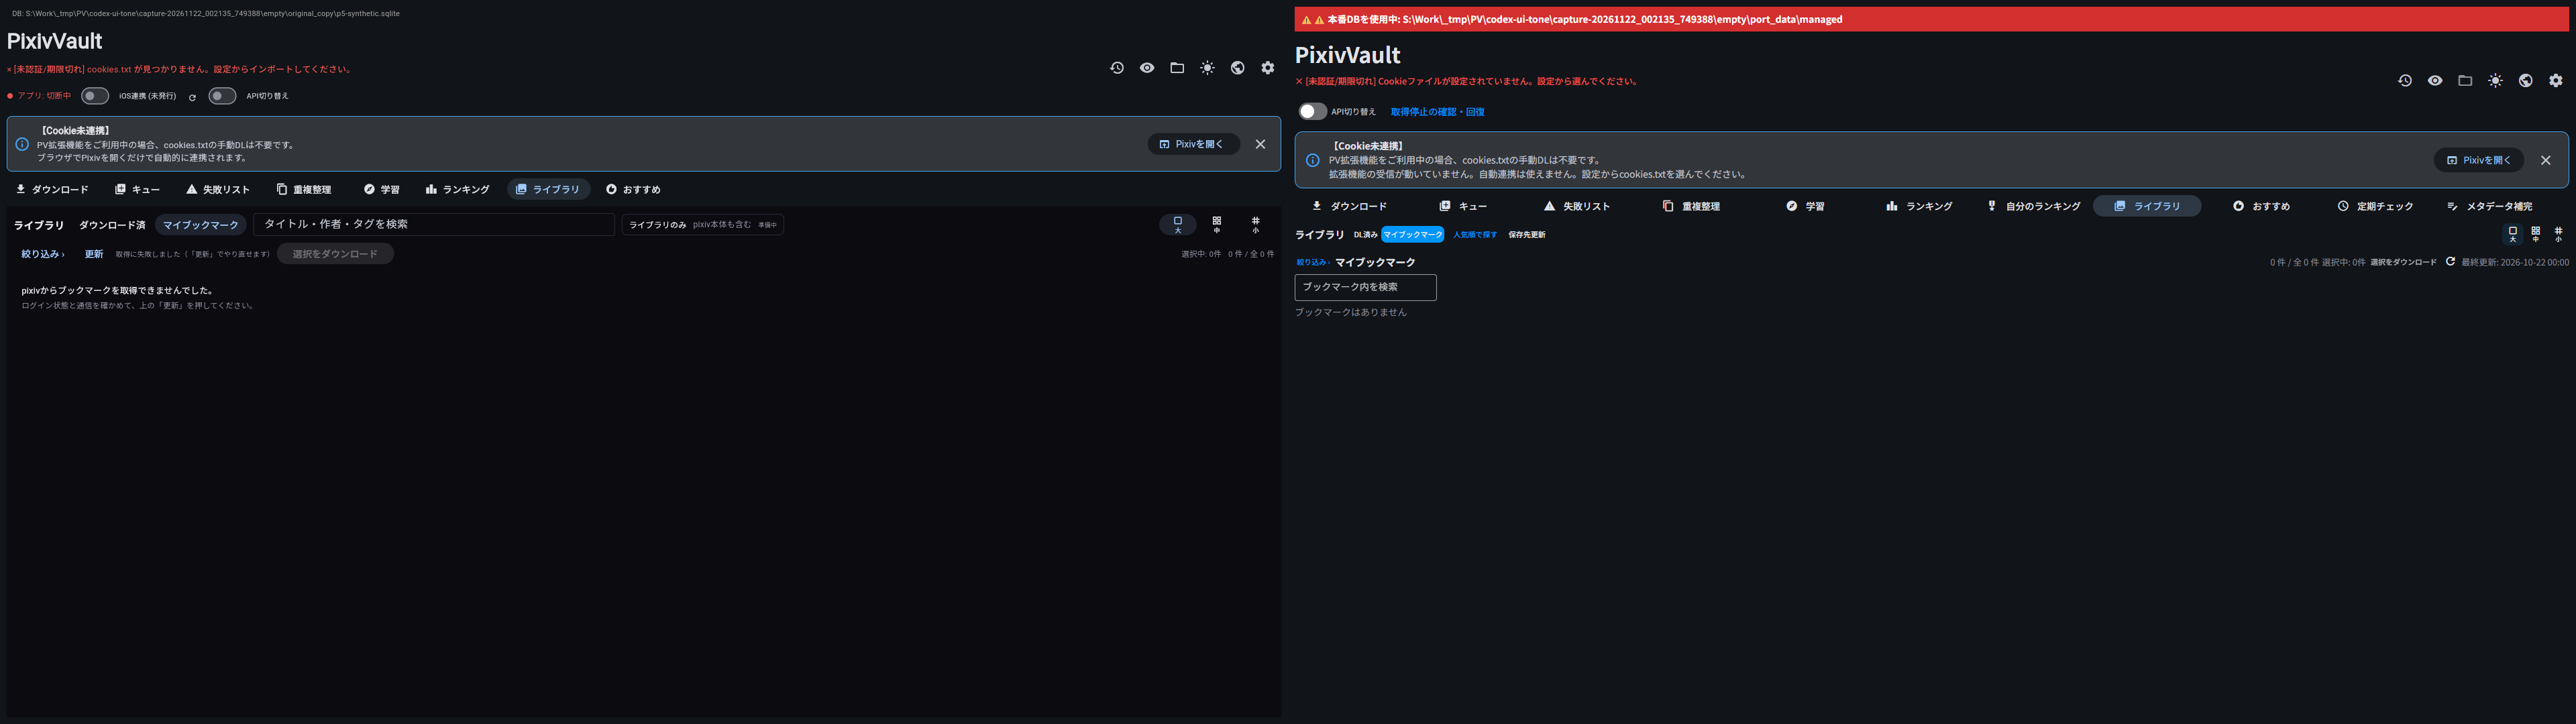 DB: S:\Work\_tmp\PV\codex-ui-tone\capture-20261122_002135_749388\empty\original_copy\p5-synthetic.sqlite
PixivVault
× [未認証/期限切れ] cookies.txt が見つかりません。設定からインポートしてください。
● アプリ: 切断中 iOS連携 (未発行) API切り替え
【Cookie未連携】
PV拡張機能をご利用中の場合、cookies.txtの手動DLは不要です。
ブラウザでPixivを開くだけで自動的に連携されます。
Pixivを開く
ダウンロード キュー 失敗リスト 重複整理 学習 ランキング ライブラリ おすすめ
ライブラリ ダウンロード済 マイブックマーク タイトル・作者・タグを検索 ライブラリのみ pixiv本体も含む 準備中 大 中 小
絞り込み › 更新 取得に失敗しました（「更新」でやり直せます） 選択をダウンロード 選択中: 0件 0 件 / 全 0 件
pixivからブックマークを取得できませんでした。
ログイン状態と通信を確かめて、上の「更新」を押してください。
本番DBを使用中: S:\Work\_tmp\PV\codex-ui-tone\capture-20261122_002135_749388\empty\port_data\managed
PixivVault
× [未認証/期限切れ] Cookieファイルが設定されていません。設定から選んでください。
API切り替え 取得停止の確認・回復
【Cookie未連携】
PV拡張機能をご利用中の場合、cookies.txtの手動DLは不要です。
拡張機能の受信が動いていません。自動連携は使えません。設定からcookies.txtを選んでください。
Pixivを開く
ダウンロード キュー 失敗リスト 重複整理 学習 ランキング 自分のランキング ライブラリ おすすめ 定期チェック メタデータ補完
ライブラリ DL済み マイブックマーク 人気順で探す 保存先更新 大 中 小
絞り込み › マイブックマーク 0 件 / 全 0 件 選択中: 0件 選択をダウンロード 最終更新: 2026-10-22 00:00
ブックマーク内を検索
ブックマークはありません